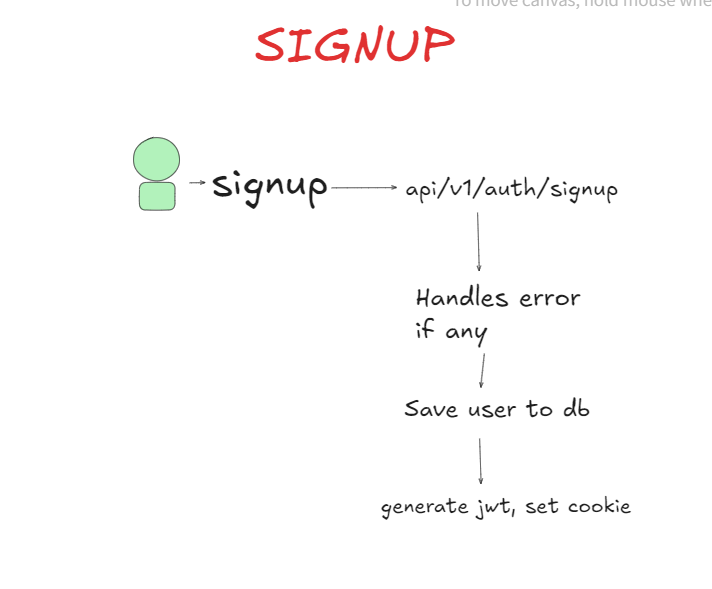 To move canvas, hold mouse whe
SIGNUP
signup
api/v1/auth/signup
Handles error
if any
Save user to db
generate jwt, set cookie